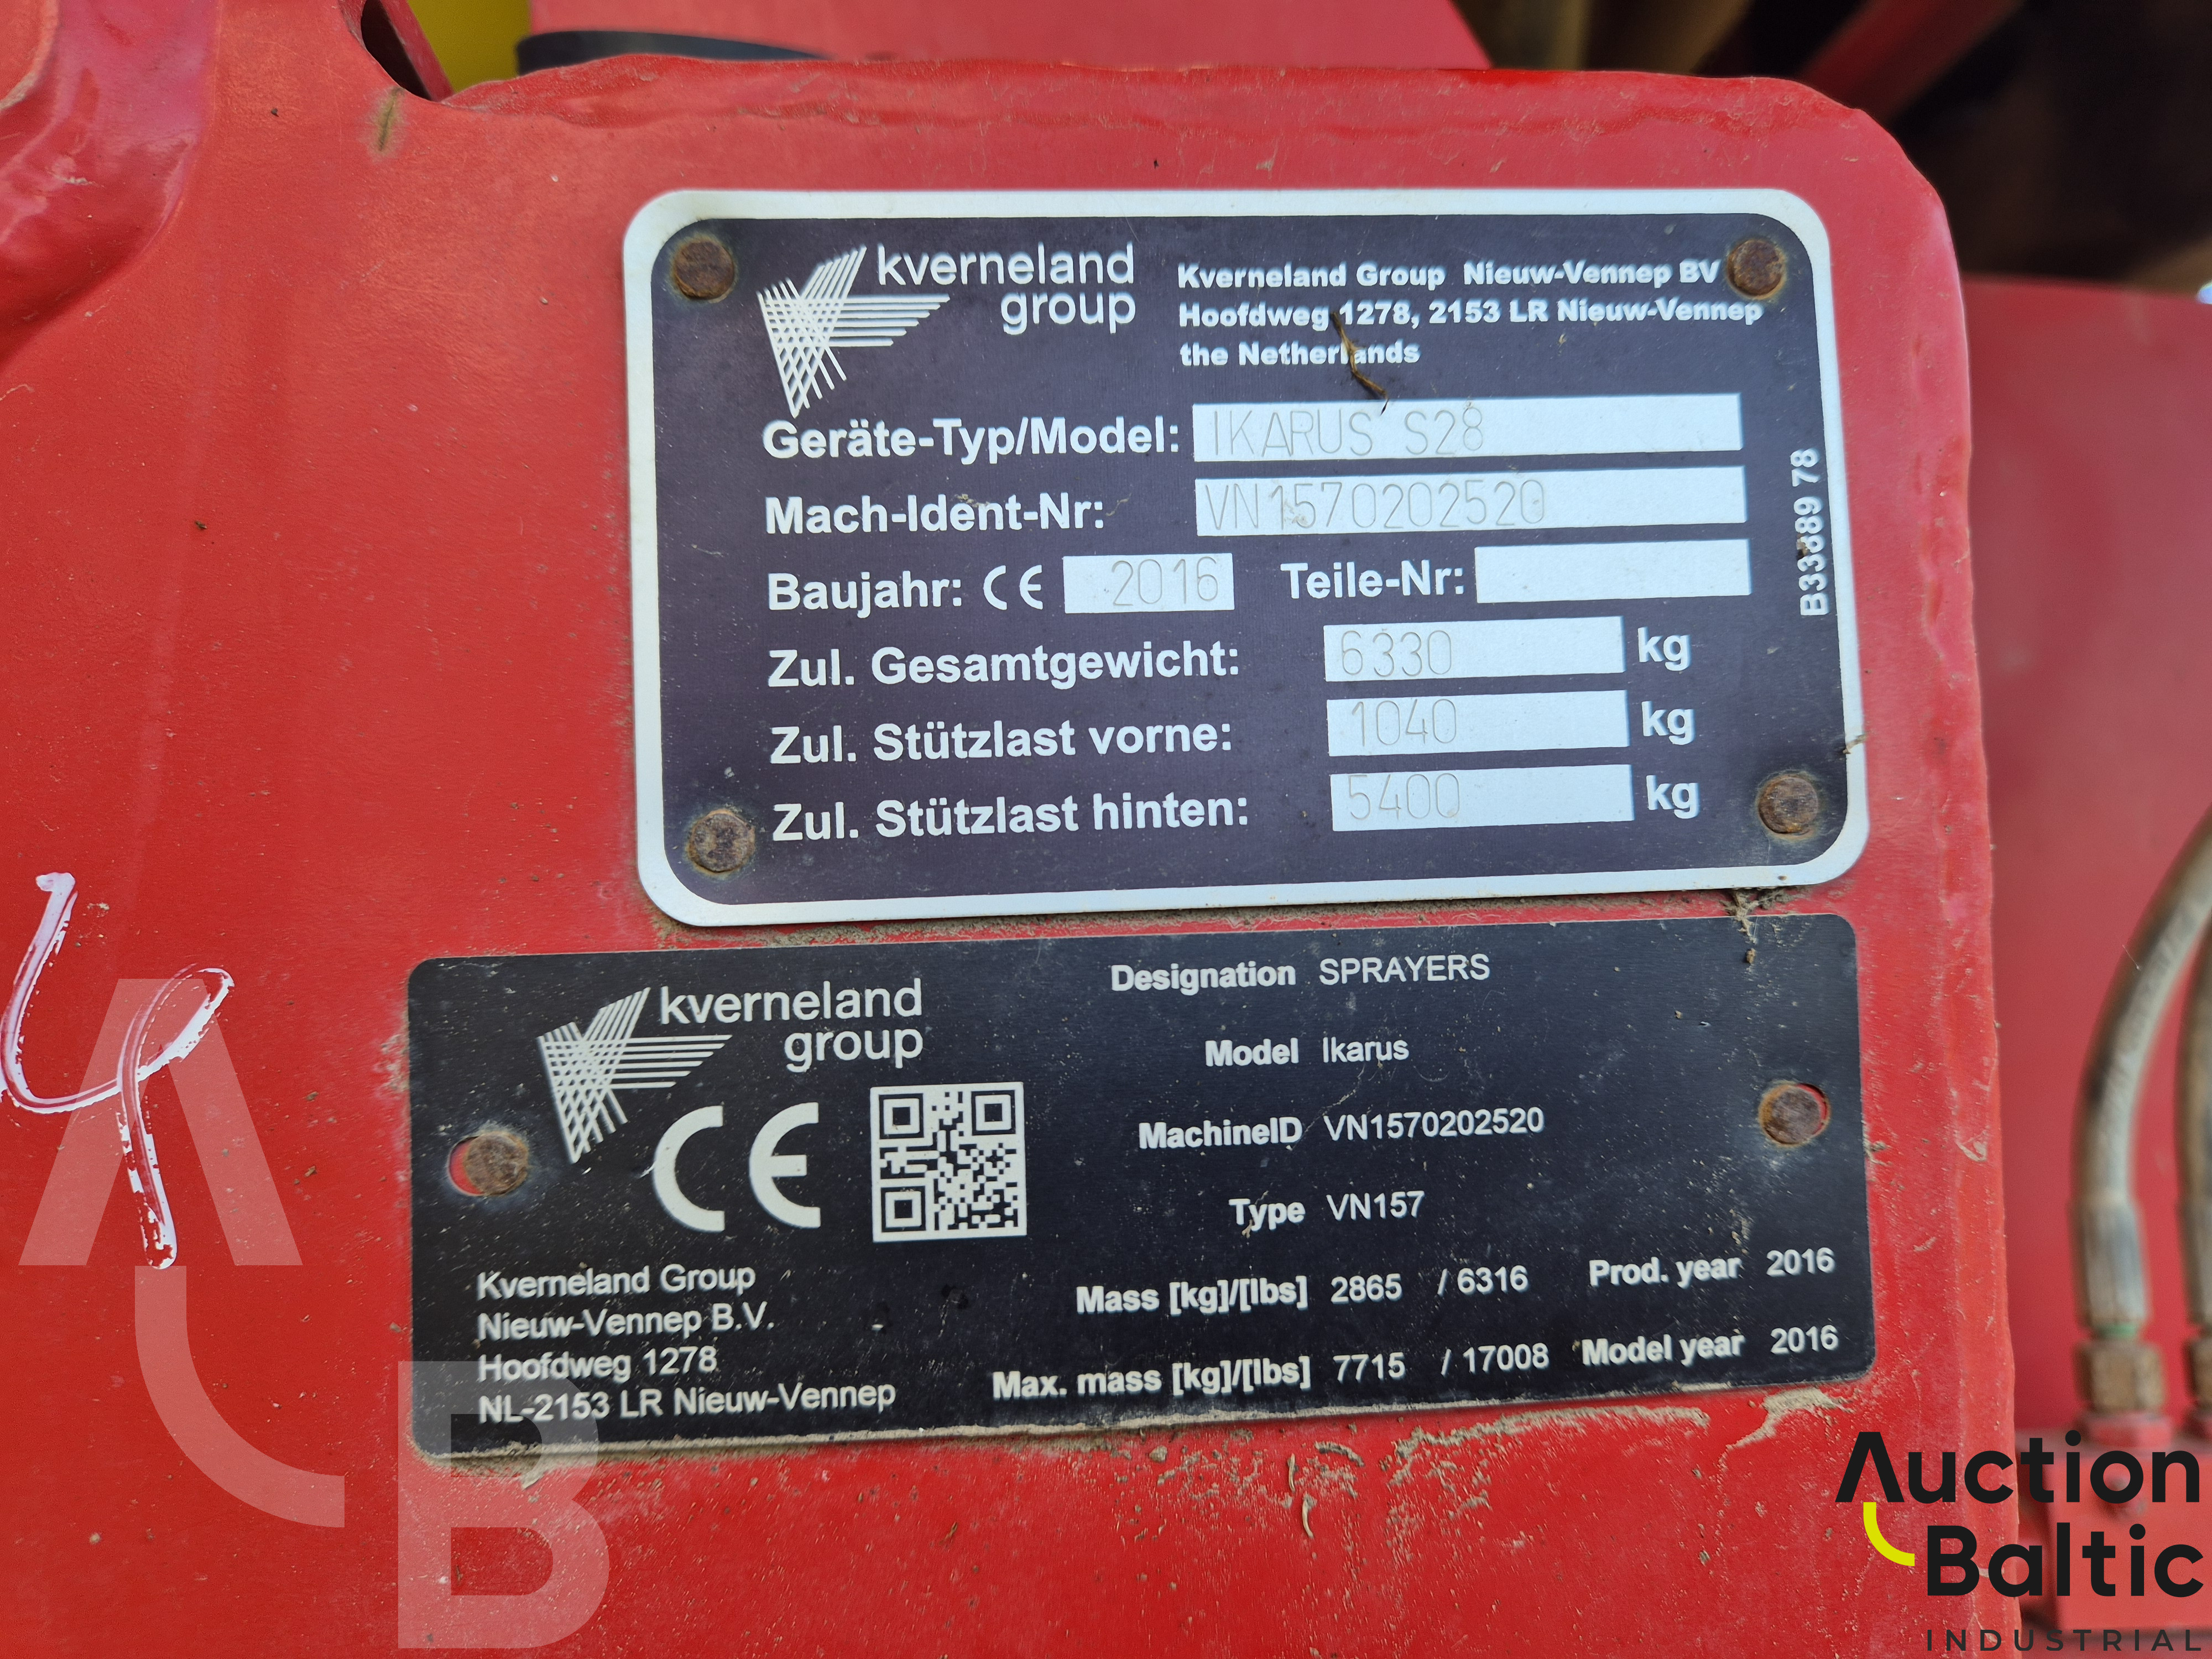 kverneland
group
Kverneland Group Nieuw-Vennep BV
Hoofdweg 1278, 2153 LR Nieuw-Vennep
the Netherlands
Geräte-Typ/Model: IKARUS S28
Mach-Ident-Nr: VN1570202520
Baujahr: CE 2016 Teile-Nr:
Zul. Gesamtgewicht: 6330 kg
Zul. Stützlast vorne: 1040 kg
Zul. Stützlast hinten: 5400 kg
kverneland
group
CE
Designation SPRAYERS
Model Ikarus
MachineID VN1570202520
Type VN157
Mass [kg]/[lbs] 2865 / 6316 Prod. year 2016
Max. mass [kg]/[lbs] 7715 / 17008 Model year 2016
Kverneland Group
Nieuw-Vennep B.V.
Hoofdweg 1278
NL-2153 LR Nieuw-Vennep
4
AB
Auction
Baltic
INDUSTRIAL